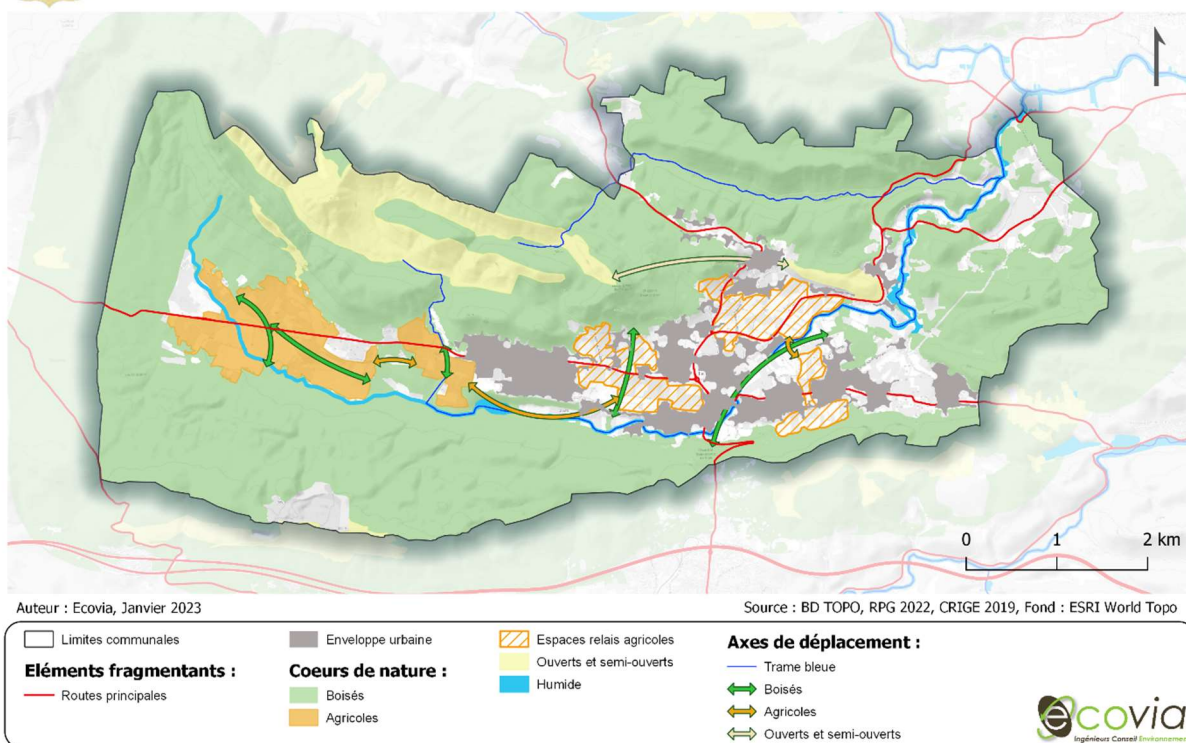 0 1 2 km
Auteur : Ecovia, Janvier 2023
Source : BD TOPO, RPG 2022, CRIGE 2019, Fond : ESRI World Topo
Limites communales
Eléments fragmentants :
Routes principales
Enveloppe urbaine
Coeurs de nature :
Boisés
Agricoles
Espaces relais agricoles
Ouverts et semi-ouverts
Humide
Axes de déplacement :
Trame bleue
Boisés
Agricoles
Ouverts et semi-ouverts
ecovia
Ingénieurs Conseil Environnement